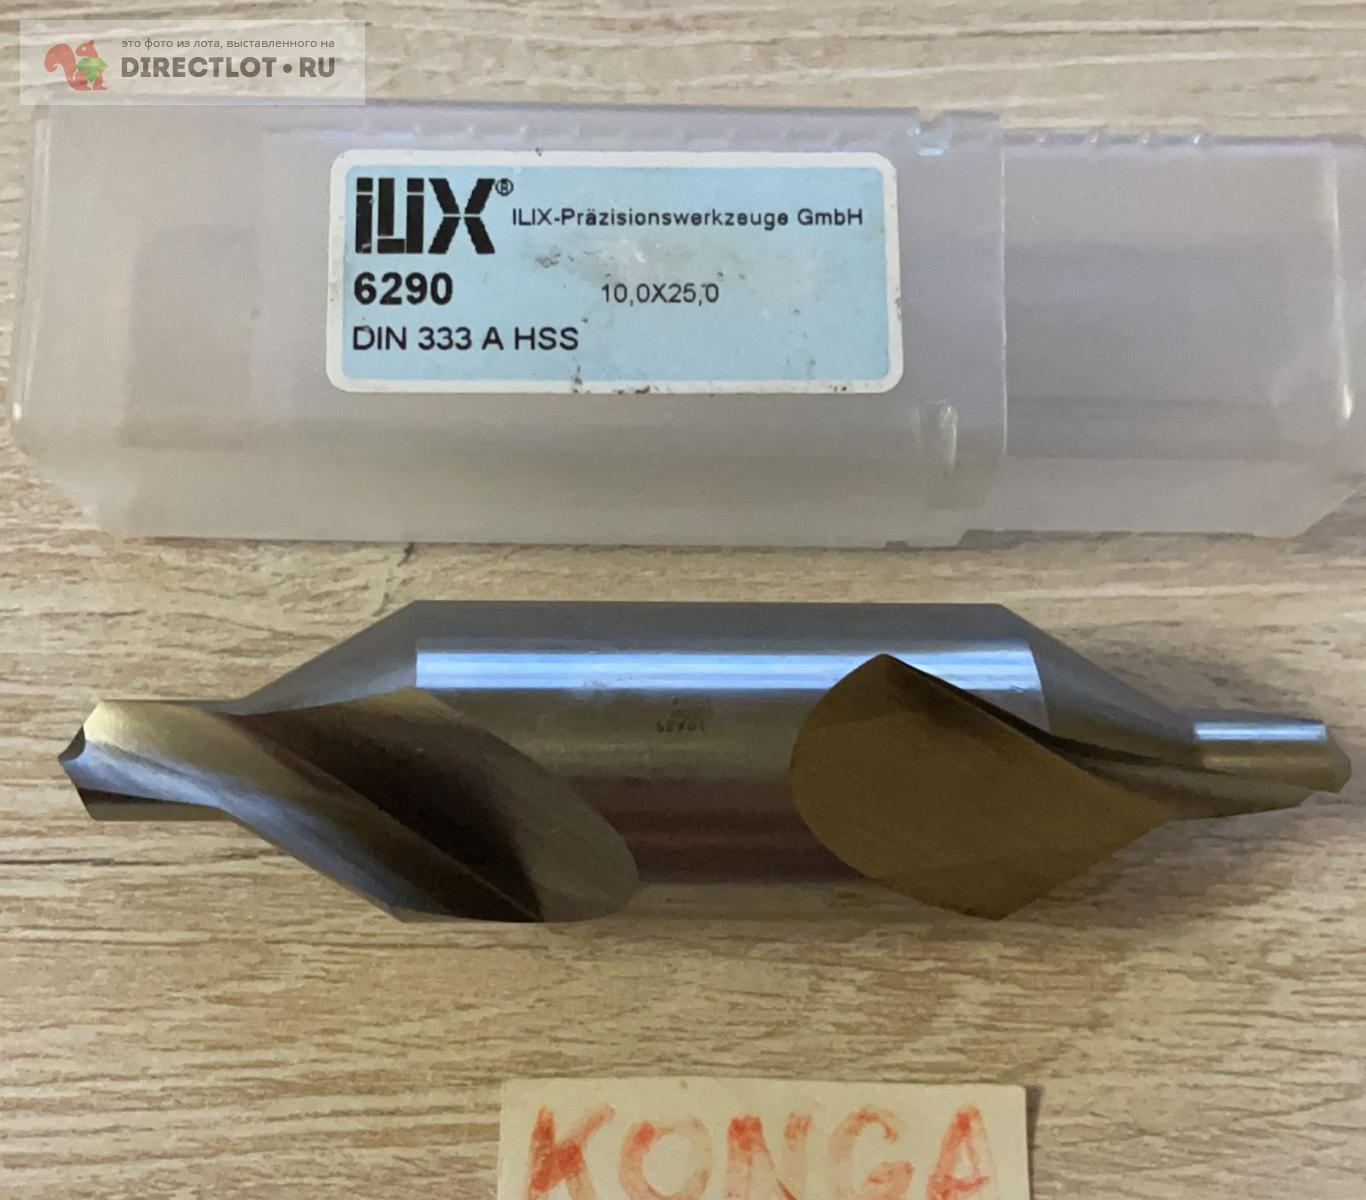 это фото из лота, выставленного на
DIRECTLOT•RU
iLiX® ILIX-Präzisionswerkzeuge GmbH
6290 10,0X25,0
DIN 333 A HSS
KONGA